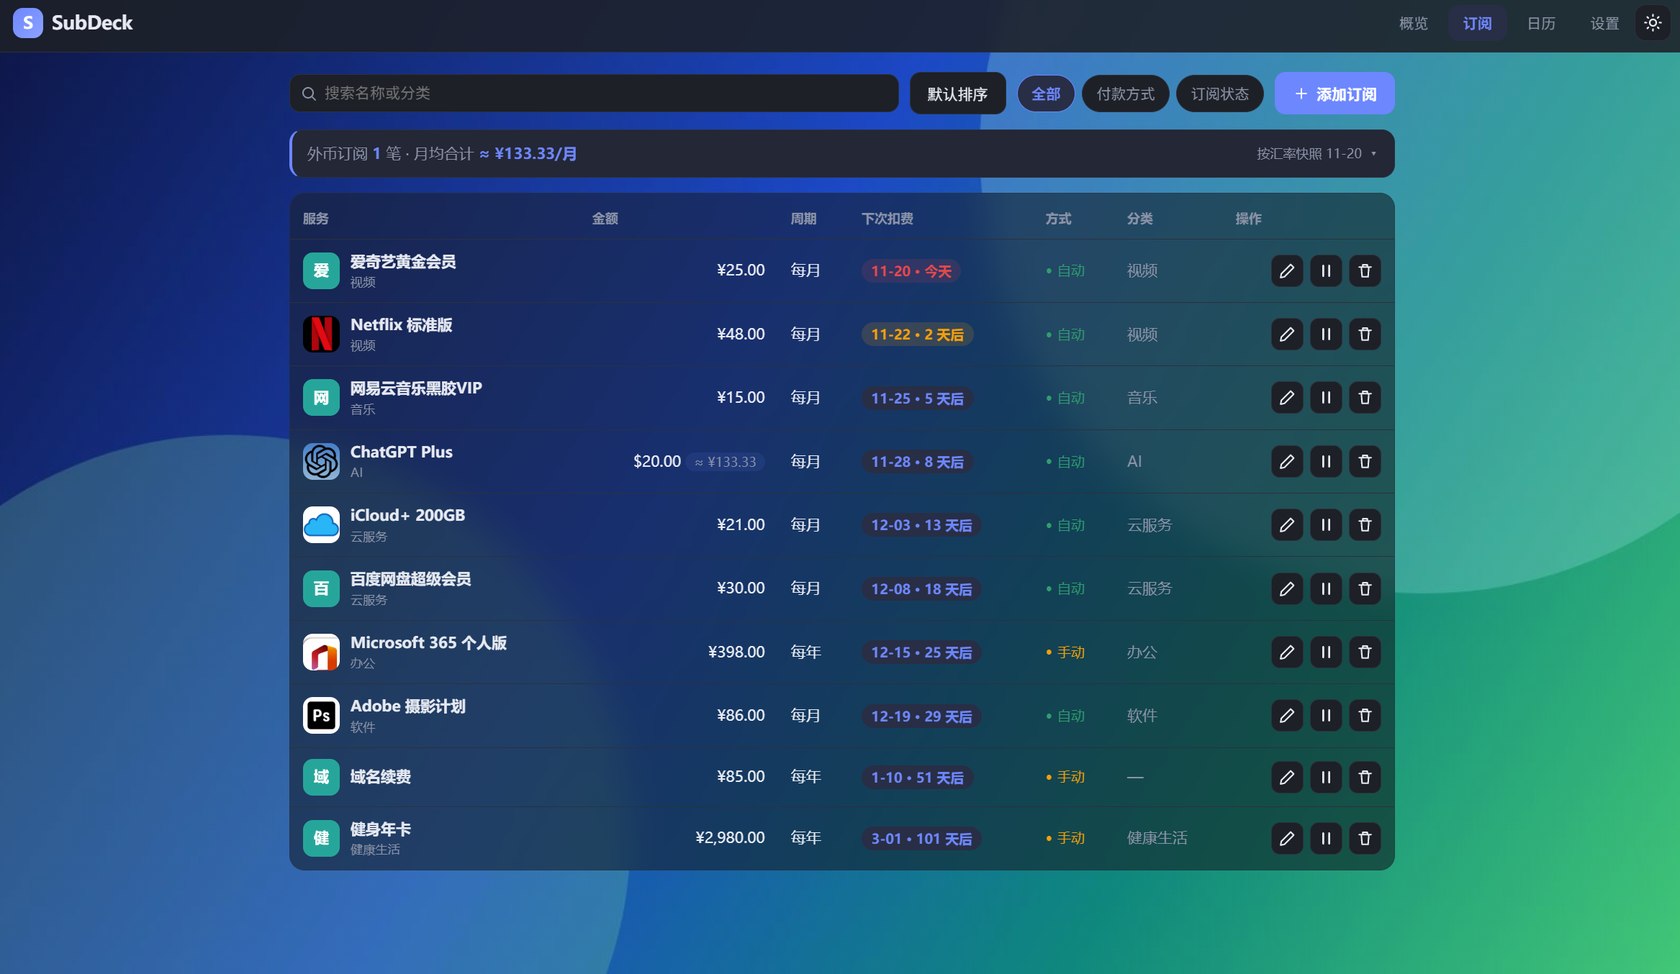 S SubDeck 概览 订阅 日历 设置
搜索名称或分类 默认排序 全部 付款方式 订阅状态 + 添加订阅
外币订阅 1 笔 · 月均合计 ≈ ¥133.33/月 按汇率快照 11-20 ▾
服务 金额 周期 下次扣费 方式 分类 操作
爱 爱奇艺黄金会员 ¥25.00 每月 11-20 • 今天 • 自动 视频
视频
N Netflix 标准版 ¥48.00 每月 11-22 • 2 天后 • 自动 视频
视频
网 网易云音乐黑胶VIP ¥15.00 每月 11-25 • 5 天后 • 自动 音乐
音乐
ChatGPT Plus $20.00 ≈ ¥133.33 每月 11-28 • 8 天后 • 自动 AI
AI
iCloud+ 200GB ¥21.00 每月 12-03 • 13 天后 • 自动 云服务
云服务
百 百度网盘超级会员 ¥30.00 每月 12-08 • 18 天后 • 自动 云服务
云服务
Microsoft 365 个人版 ¥398.00 每年 12-15 • 25 天后 • 手动 办公
办公
Ps Adobe 摄影计划 ¥86.00 每月 12-19 • 29 天后 • 自动 软件
软件
域 域名续费 ¥85.00 每年 1-10 • 51 天后 • 手动 —
健 健身年卡 ¥2,980.00 每年 3-01 • 101 天后 • 手动 健康生活
健康生活